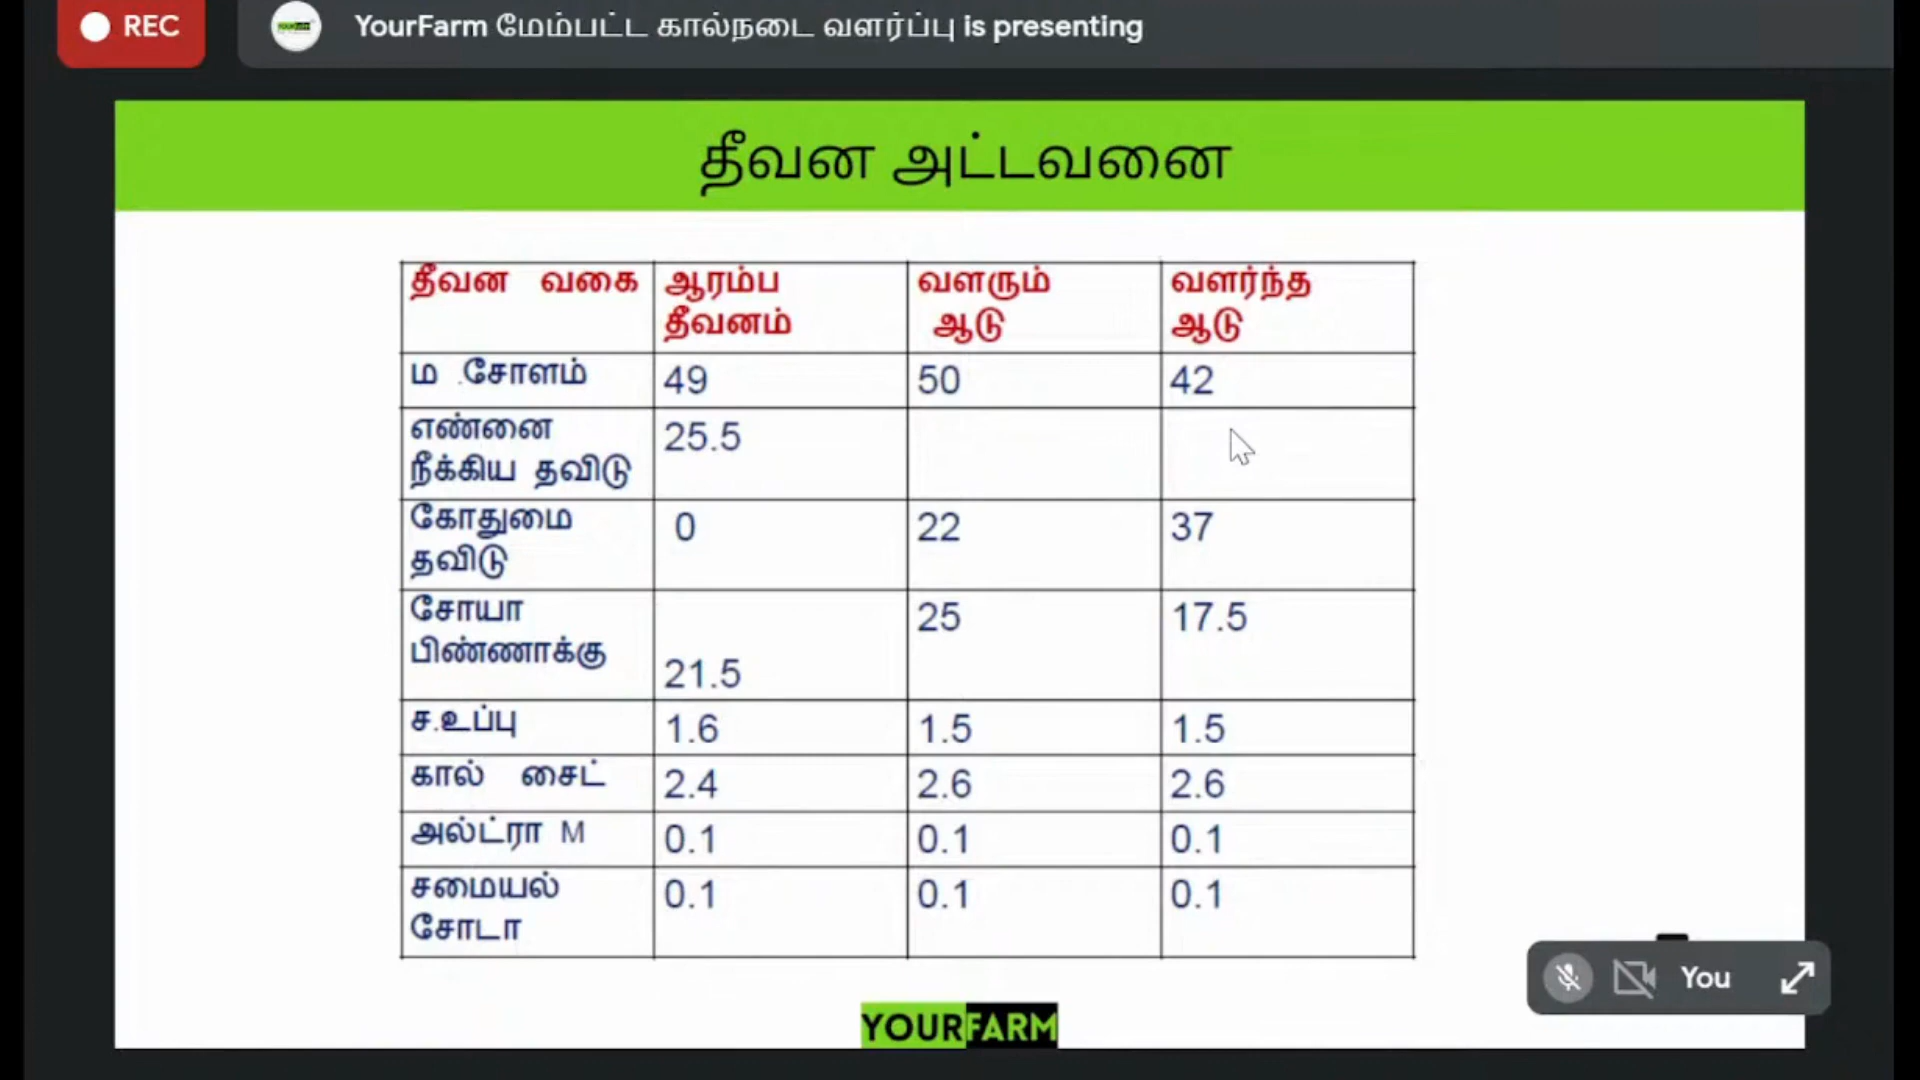 REC
YourFarm மேம்பட்ட கால்நடை வளர்ப்பு is presenting
தீவன அட்டவனை
தீவன வகை ஆரம்ப தீவனம் வளரும் ஆடு வளர்ந்த ஆடு
ம .சோளம் 49 50 42
எண்னை நீக்கிய தவிடு 25.5
கோதுமை தவிடு 0 22 37
சோயா பிண்ணாக்கு 21.5 25 17.5
ச.உப்பு 1.6 1.5 1.5
கால் சைட் 2.4 2.6 2.6
அல்ட்ரா M 0.1 0.1 0.1
சமையல் சோடா 0.1 0.1 0.1
You
YOURFARM